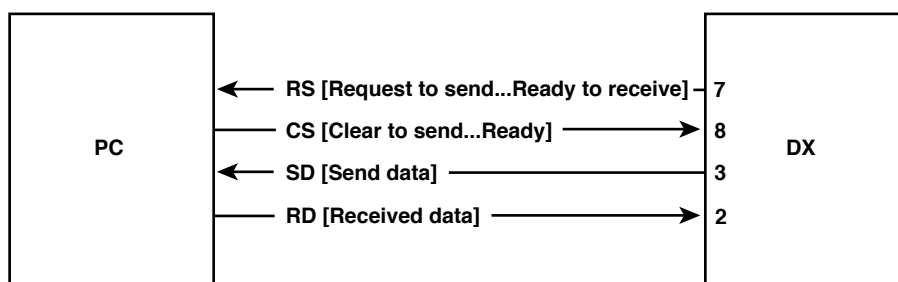 RS [Request to send...Ready to receive] 7
PC CS [Clear to send...Ready] 8 DX
SD [Send data] 3
RD [Received data] 2